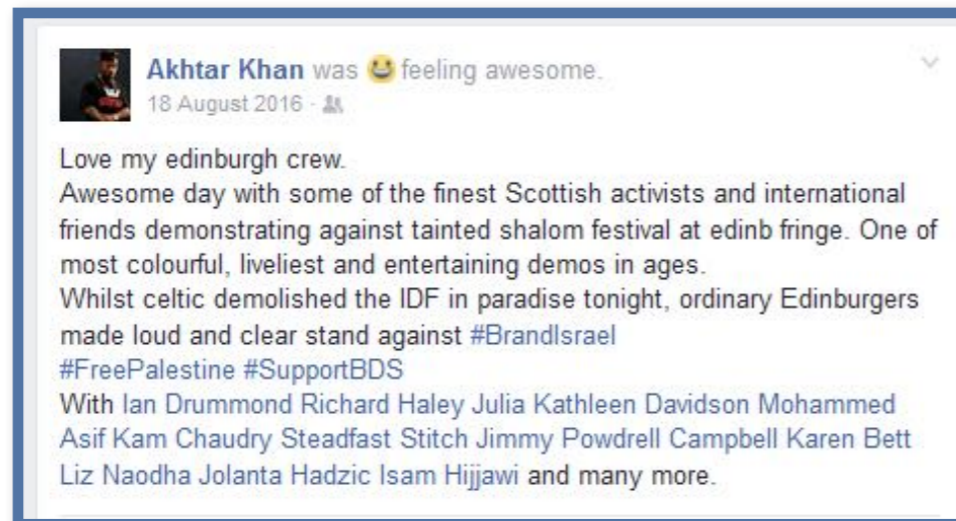 Akhtar Khan was feeling awesome.
18 August 2016 ·
Love my edinburgh crew.
Awesome day with some of the finest Scottish activists and international
friends demonstrating against tainted shalom festival at edinb fringe. One of
most colourful, liveliest and entertaining demos in ages.
Whilst celtic demolished the IDF in paradise tonight, ordinary Edinburgers
made loud and clear stand against #BrandIsrael
#FreePalestine #SupportBDS
With Ian Drummond Richard Haley Julia Kathleen Davidson Mohammed
Asif Kam Chaudry Steadfast Stitch Jimmy Powdrell Campbell Karen Bett
Liz Naodha Jolanta Hadzic Isam Hijjawi and many more.